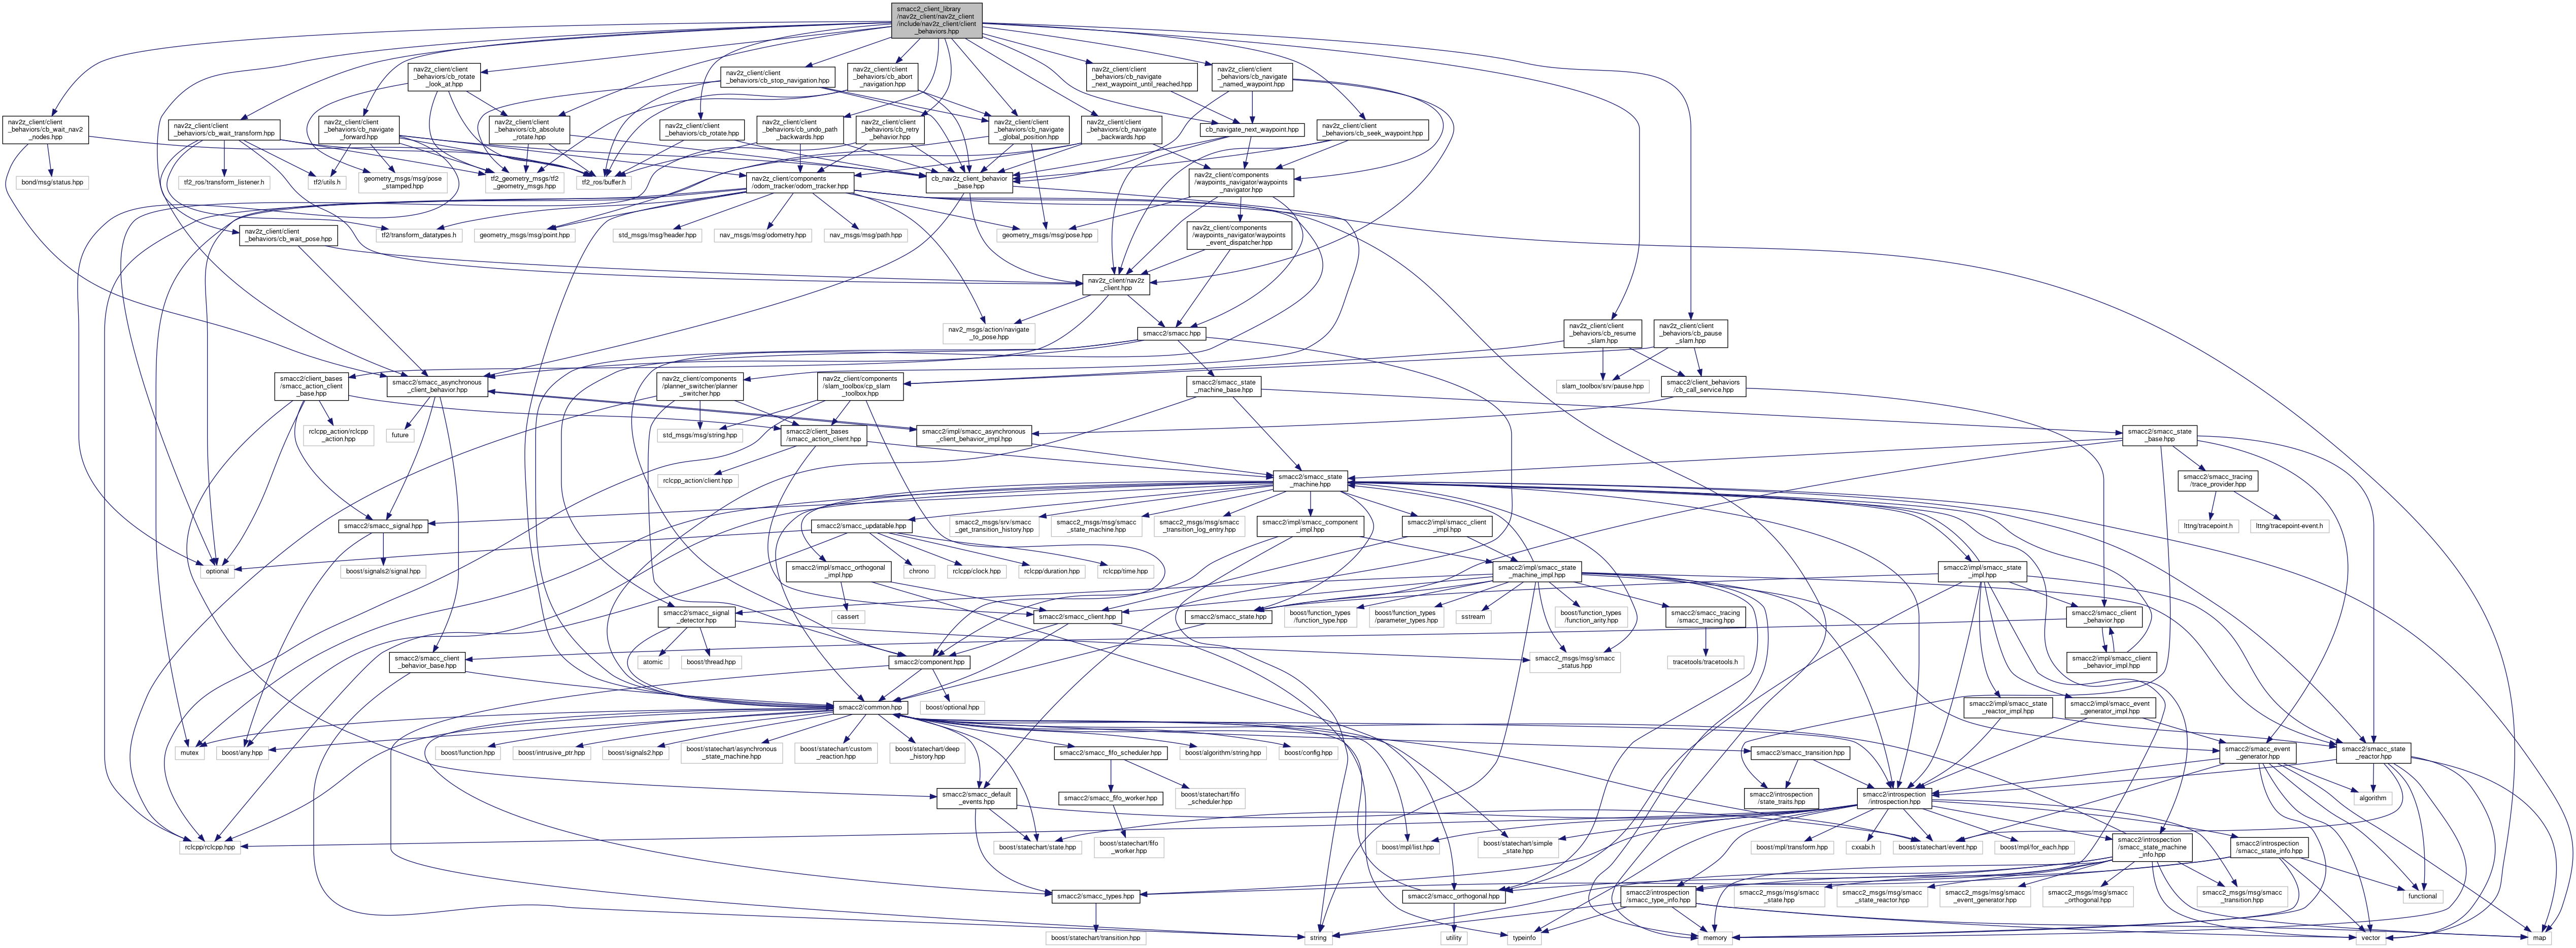 smacc2_client_library
/nav2z_client/nav2z_client
/include/nav2z_client/client
_behaviors.hpp
nav2z_client/client
_behaviors/cb_rotate
_look_at.hpp
nav2z_client/client
_behaviors/cb_stop_navigation.hpp
nav2z_client/client
_behaviors/cb_abort
_navigation.hpp
nav2z_client/client
_behaviors/cb_navigate
_next_waypoint_until_reached.hpp
nav2z_client/client
_behaviors/cb_navigate
_named_waypoint.hpp
nav2z_client/client
_behaviors/cb_wait_nav2
_nodes.hpp
nav2z_client/client
_behaviors/cb_wait_transform.hpp
nav2z_client/client
_behaviors/cb_navigate
_forward.hpp
nav2z_client/client
_behaviors/cb_absolute
_rotate.hpp
nav2z_client/client
_behaviors/cb_rotate.hpp
nav2z_client/client
_behaviors/cb_undo_path
_backwards.hpp
nav2z_client/client
_behaviors/cb_retry
_behavior.hpp
nav2z_client/client
_behaviors/cb_navigate
_global_position.hpp
nav2z_client/client
_behaviors/cb_navigate
_backwards.hpp
cb_navigate_next_waypoint.hpp
nav2z_client/client
_behaviors/cb_seek_waypoint.hpp
bond/msg/status.hpp
tf2_ros/transform_listener.h
tf2/utils.h
geometry_msgs/msg/pose
_stamped.hpp
tf2_geometry_msgs/tf2
_geometry_msgs.hpp
tf2_ros/buffer.h
nav2z_client/components
/odom_tracker/odom_tracker.hpp
cb_nav2z_client_behavior
_base.hpp
nav2z_client/components
/waypoints_navigator/waypoints
_navigator.hpp
nav2z_client/client
_behaviors/cb_wait_pose.hpp
tf2/transform_datatypes.h
geometry_msgs/msg/point.hpp
std_msgs/msg/header.hpp
nav_msgs/msg/odometry.hpp
nav_msgs/msg/path.hpp
geometry_msgs/msg/pose.hpp
nav2z_client/components
/waypoints_navigator/waypoints
_event_dispatcher.hpp
nav2z_client/nav2z
_client.hpp
nav2_msgs/action/navigate
_to_pose.hpp
smacc2/smacc.hpp
nav2z_client/client
_behaviors/cb_resume
_slam.hpp
nav2z_client/client
_behaviors/cb_pause
_slam.hpp
smacc2/client_bases
/smacc_action_client
_base.hpp
smacc2/smacc_asynchronous
_client_behavior.hpp
nav2z_client/components
/planner_switcher/planner
_switcher.hpp
nav2z_client/components
/slam_toolbox/cp_slam
_toolbox.hpp
smacc2/smacc_state
_machine_base.hpp
slam_toolbox/srv/pause.hpp
smacc2/client_behaviors
/cb_call_service.hpp
rclcpp_action/rclcpp
_action.hpp
future
std_msgs/msg/string.hpp
smacc2/client_bases
/smacc_action_client.hpp
smacc2/impl/smacc_asynchronous
_client_behavior_impl.hpp
smacc2/smacc_state
_base.hpp
rclcpp_action/client.hpp
smacc2/smacc_state
_machine.hpp
smacc2/smacc_tracing
/trace_provider.hpp
smacc2/smacc_signal.hpp
smacc2/smacc_updatable.hpp
smacc2_msgs/srv/smacc
_get_transition_history.hpp
smacc2_msgs/msg/smacc
_state_machine.hpp
smacc2_msgs/msg/smacc
_transition_log_entry.hpp
smacc2/impl/smacc_component
_impl.hpp
smacc2/impl/smacc_client
_impl.hpp
lttng/tracepoint.h
lttng/tracepoint-event.h
optional
boost/signals2/signal.hpp
smacc2/impl/smacc_orthogonal
_impl.hpp
chrono
rclcpp/clock.hpp
rclcpp/duration.hpp
rclcpp/time.hpp
smacc2/impl/smacc_state
_machine_impl.hpp
smacc2/impl/smacc_state
_impl.hpp
smacc2/smacc_signal
_detector.hpp
cassert
smacc2/smacc_client.hpp
smacc2/smacc_state.hpp
boost/function_types
/function_type.hpp
boost/function_types
/parameter_types.hpp
sstream
boost/function_types
/function_arity.hpp
smacc2/smacc_tracing
/smacc_tracing.hpp
smacc2/smacc_client
_behavior.hpp
smacc2/smacc_client
_behavior_base.hpp
atomic
boost/thread.hpp
smacc2/component.hpp
smacc2_msgs/msg/smacc
_status.hpp
tracetools/tracetools.h
smacc2/impl/smacc_client
_behavior_impl.hpp
smacc2/common.hpp
boost/optional.hpp
smacc2/impl/smacc_state
_reactor_impl.hpp
smacc2/impl/smacc_event
_generator_impl.hpp
mutex
boost/any.hpp
boost/function.hpp
boost/intrusive_ptr.hpp
boost/signals2.hpp
boost/statechart/asynchronous
_state_machine.hpp
boost/statechart/custom
_reaction.hpp
boost/statechart/deep
_history.hpp
smacc2/smacc_fifo_scheduler.hpp
boost/algorithm/string.hpp
boost/config.hpp
smacc2/smacc_transition.hpp
smacc2/smacc_event
_generator.hpp
smacc2/smacc_state
_reactor.hpp
smacc2/smacc_default
_events.hpp
smacc2/smacc_fifo_worker.hpp
boost/statechart/fifo
_scheduler.hpp
smacc2/introspection
/state_traits.hpp
smacc2/introspection
/introspection.hpp
algorithm
rclcpp/rclcpp.hpp
boost/statechart/state.hpp
boost/statechart/fifo
_worker.hpp
boost/mpl/list.hpp
boost/statechart/simple
_state.hpp
boost/mpl/transform.hpp
cxxabi.h
boost/statechart/event.hpp
boost/mpl/for_each.hpp
smacc2/introspection
/smacc_state_machine
_info.hpp
smacc2/introspection
/smacc_state_info.hpp
smacc2/smacc_types.hpp
smacc2/smacc_orthogonal.hpp
smacc2/introspection
/smacc_type_info.hpp
smacc2_msgs/msg/smacc
_state.hpp
smacc2_msgs/msg/smacc
_state_reactor.hpp
smacc2_msgs/msg/smacc
_event_generator.hpp
smacc2_msgs/msg/smacc
_orthogonal.hpp
smacc2_msgs/msg/smacc
_transition.hpp
functional
boost/statechart/transition.hpp
string
utility
typeinfo
memory
vector
map